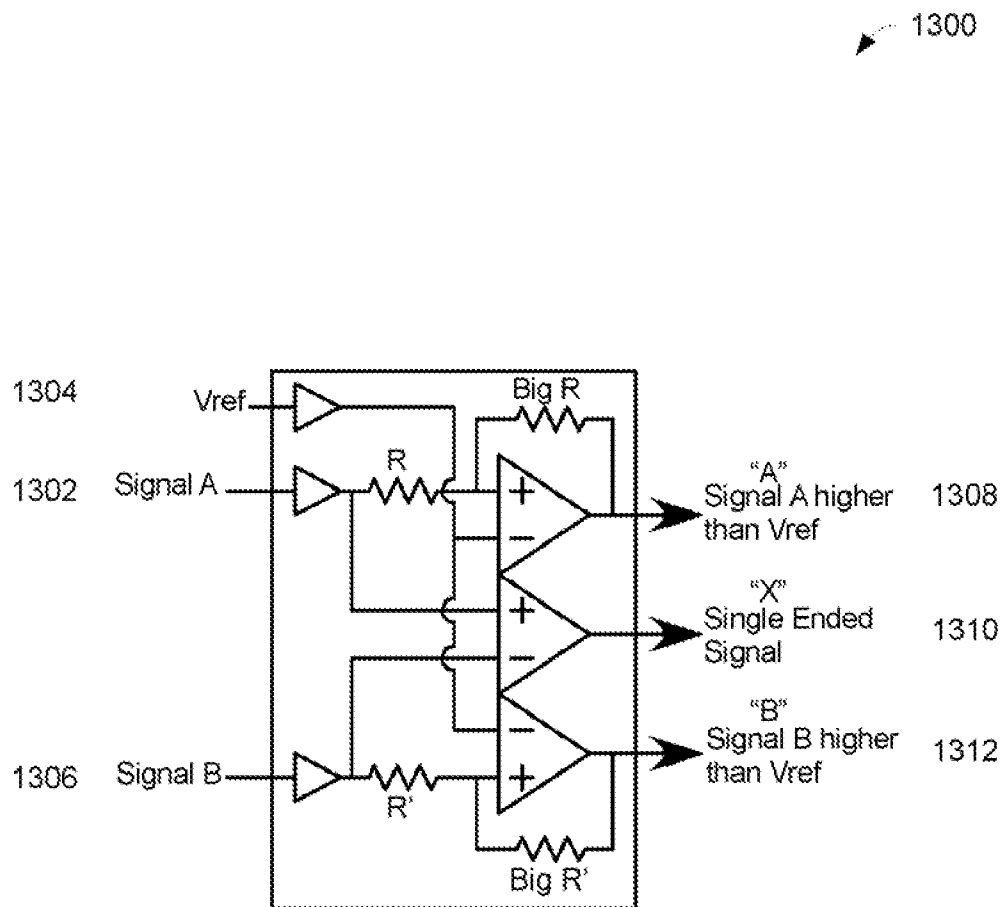 1300
1304
Vref
Big R
1302
Signal A
R
+
−
“A”
Signal A higher
than Vref
1308
+
−
“X”
Single Ended
Signal
1310
1306
Signal B
R’
−
+
“B”
Signal B higher
than Vref
1312
Big R’